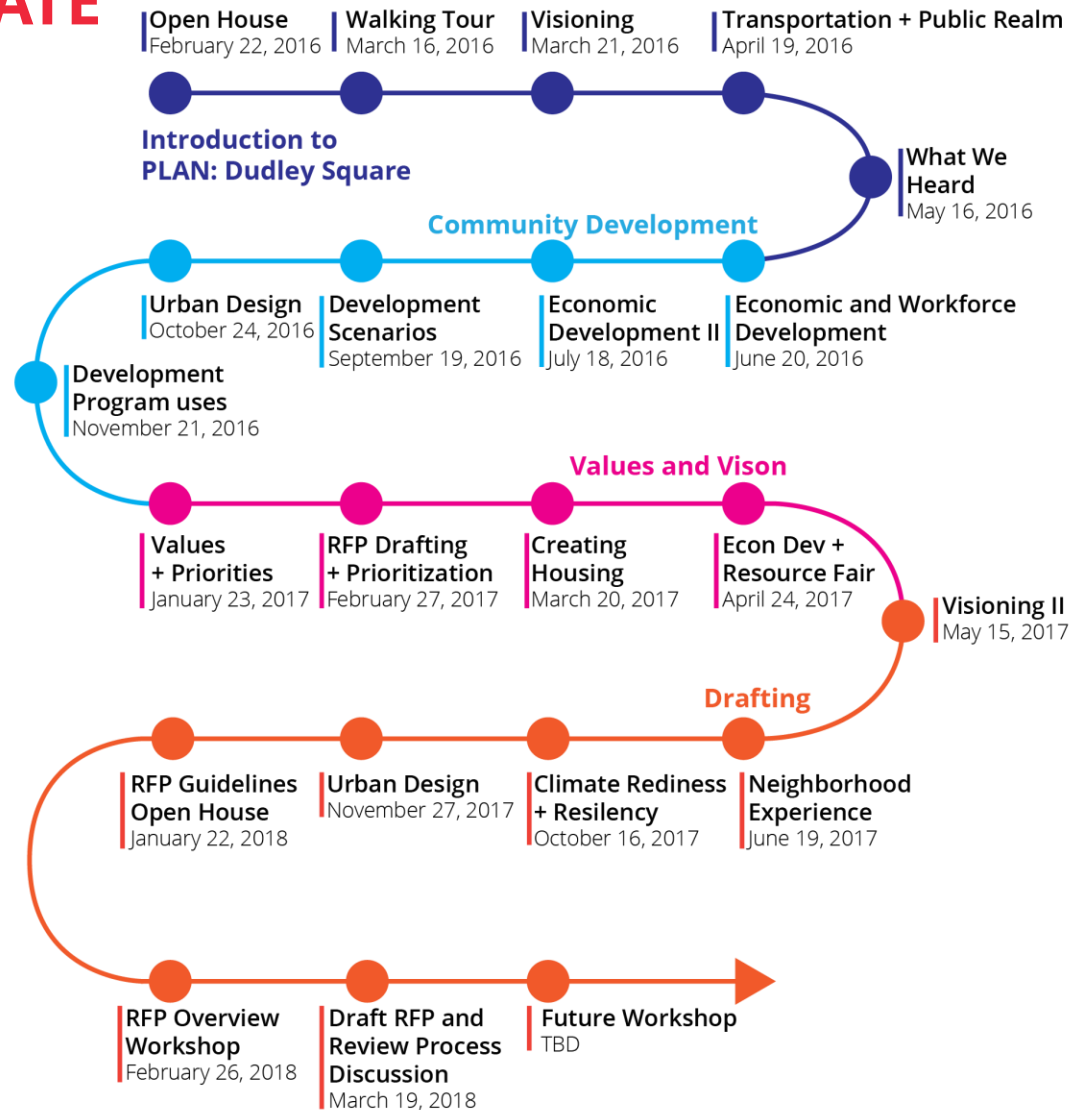 ATE
Open House
February 22, 2016
Walking Tour
March 16, 2016
Visioning
March 21, 2016
Transportation + Public Realm
April 19, 2016
Introduction to
PLAN: Dudley Square
What We
Heard
May 16, 2016
Community Development
Urban Design
October 24, 2016
Development
Scenarios
September 19, 2016
Economic
Development II
July 18, 2016
Economic and Workforce
Development
June 20, 2016
Development
Program uses
November 21, 2016
Values and Vison
Values
+ Priorities
January 23, 2017
RFP Drafting
+ Prioritization
February 27, 2017
Creating
Housing
March 20, 2017
Econ Dev +
Resource Fair
April 24, 2017
Visioning II
May 15, 2017
Drafting
RFP Guidelines
Open House
January 22, 2018
Urban Design
November 27, 2017
Climate Rediness
+ Resilency
October 16, 2017
Neighborhood
Experience
June 19, 2017
RFP Overview
Workshop
February 26, 2018
Draft RFP and
Review Process
Discussion
March 19, 2018
Future Workshop
TBD